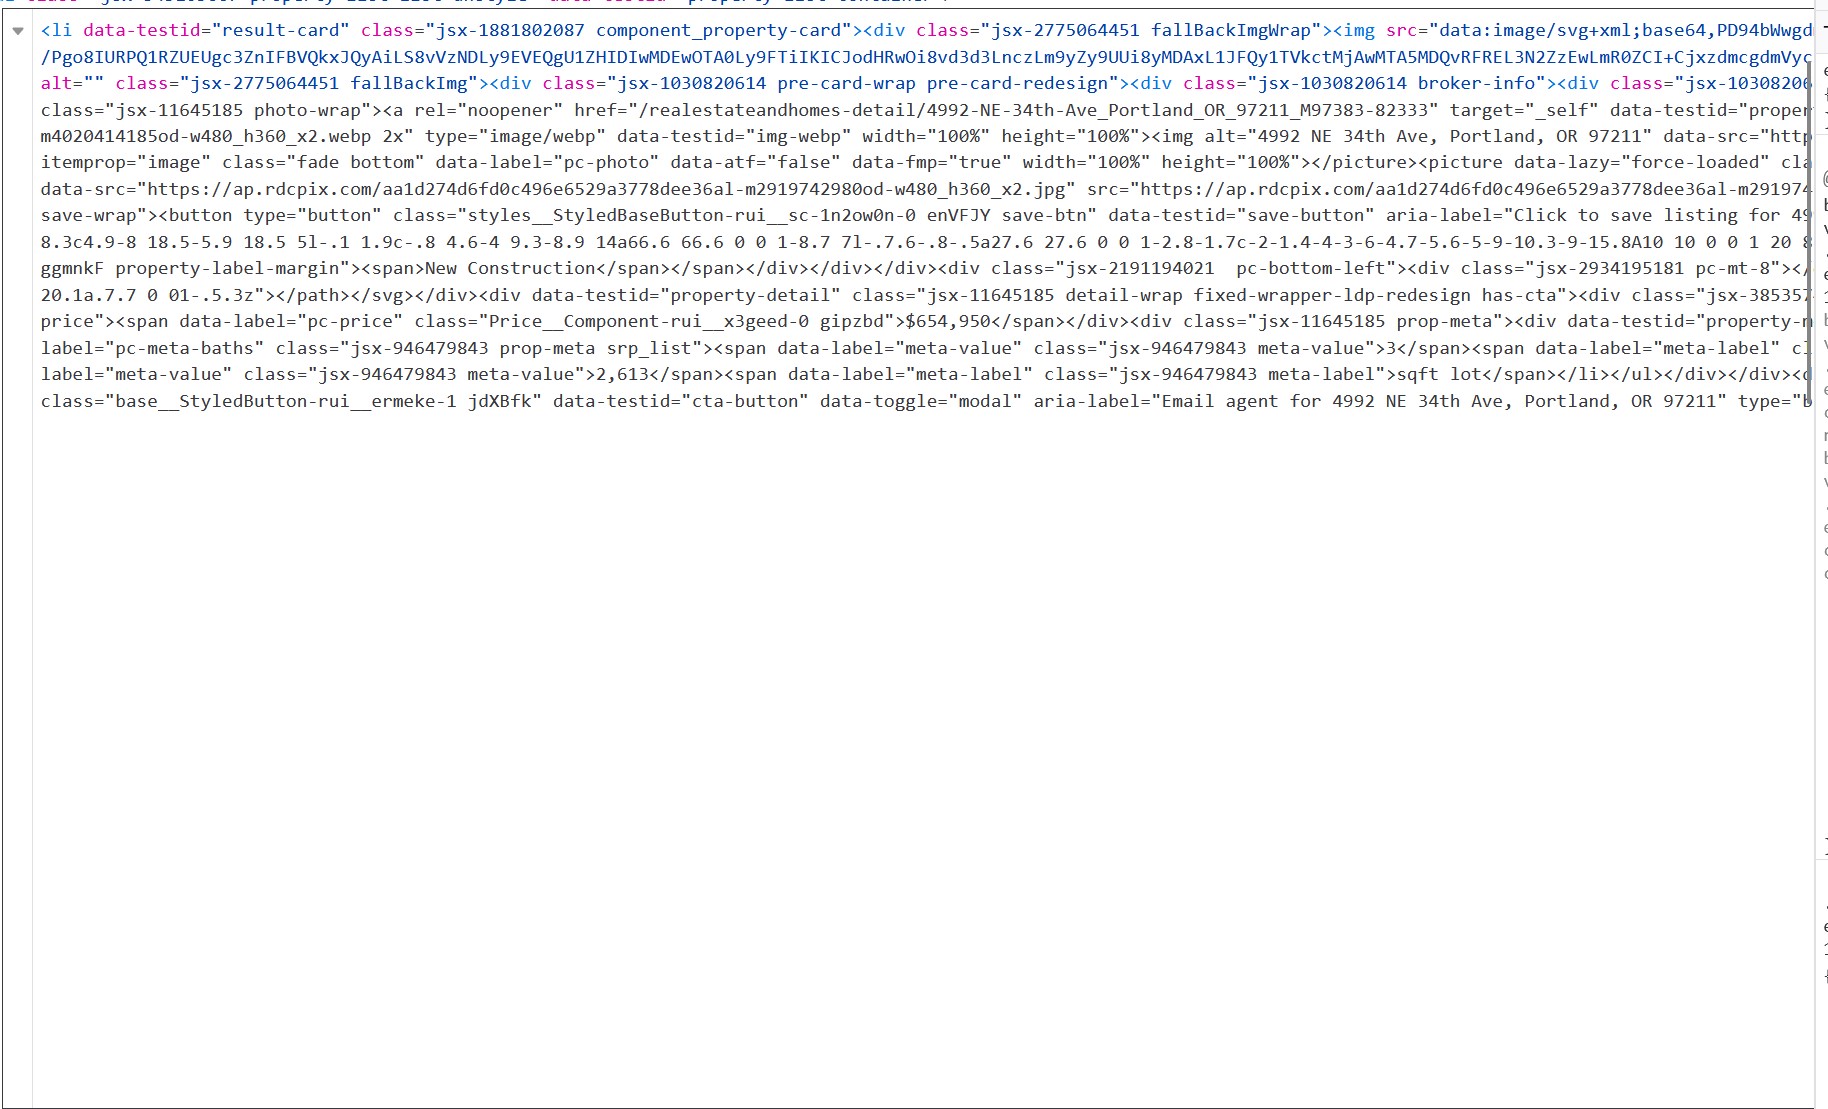 <li data-testid="result-card" class="jsx-1881802087 component_property-card"><div class="jsx-2775064451 fallBackImgWrap"><img src="data:image/svg+xml;base64,PD94bWwgd
/Pgo8IURPQ1RZUEUgc3ZnIFBVQkxJQyAiLS8vVzNDLy9EVEQgU1ZHIDIwMDEwOTA0Ly9FTiIKICJodHRwOi8vd3d3LnczLm9yZy9UUi8yMDAxL1JFQy1TVkctMjAwMTA5MDQvRFREL3N2ZzEwLmR0ZCI+CjxzdmcgdmVyc
alt="" class="jsx-2775064451 fallBackImg"><div class="jsx-1030820614 pre-card-wrap pre-card-redesign"><div class="jsx-1030820614 broker-info"><div class="jsx-10308206
class="jsx-11645185 photo-wrap"><a rel="noopener" href="/realestateandhomes-detail/4992-NE-34th-Ave_Portland_OR_97211_M97383-82333" target="_self" data-testid="proper
m4020414185od-w480_h360_x2.webp 2x" type="image/webp" data-testid="img-webp" width="100%" height="100%"><img alt="4992 NE 34th Ave, Portland, OR 97211" data-src="http
itemprop="image" class="fade bottom" data-label="pc-photo" data-atf="false" data-fmp="true" width="100%" height="100%"></picture><picture data-lazy="force-loaded" cla
data-src="https://ap.rdcpix.com/aa1d274d6fd0c496e6529a3778dee36al-m2919742980od-w480_h360_x2.jpg" src="https://ap.rdcpix.com/aa1d274d6fd0c496e6529a3778dee36al-m291974
save-wrap"><button type="button" class="styles__StyledBaseButton-rui__sc-1n2ow0n-0 enVFJY save-btn" data-testid="save-button" aria-label="Click to save listing for 49
8.3c4.9-8 18.5-5.9 18.5 5l-.1 1.9c-.8 4.6-4 9.3-8.9 14a66.6 66.6 0 0 1-8.7 7l-.7.6-.8-.5a27.6 27.6 0 0 1-2.8-1.7c-2-1.4-4-3-6-4.7-5.6-5-9-10.3-9-15.8A10 10 0 0 1 20 8
ggmnkF property-label-margin"><span>New Construction</span></span></div></div></div><div class="jsx-2191194021  pc-bottom-left"><div class="jsx-2934195181 pc-mt-8"></
20.1a.7.7 0 01-.5.3z"></path></svg></div><div data-testid="property-detail" class="jsx-11645185 detail-wrap fixed-wrapper-ldp-redesign has-cta"><div class="jsx-385357
price"><span data-label="pc-price" class="Price__Component-rui__x3geed-0 gipzbd">$654,950</span></div><div class="jsx-11645185 prop-meta"><div data-testid="property-m
label="pc-meta-baths" class="jsx-946479843 prop-meta srp_list"><span data-label="meta-value" class="jsx-946479843 meta-value">3</span><span data-label="meta-label" cl
label="meta-value" class="jsx-946479843 meta-value">2,613</span><span data-label="meta-label" class="jsx-946479843 meta-label">sqft lot</span></li></ul></div></div><d
class="base__StyledButton-rui__ermeke-1 jdXBfk" data-testid="cta-button" data-toggle="modal" aria-label="Email agent for 4992 NE 34th Ave, Portland, OR 97211" type="b